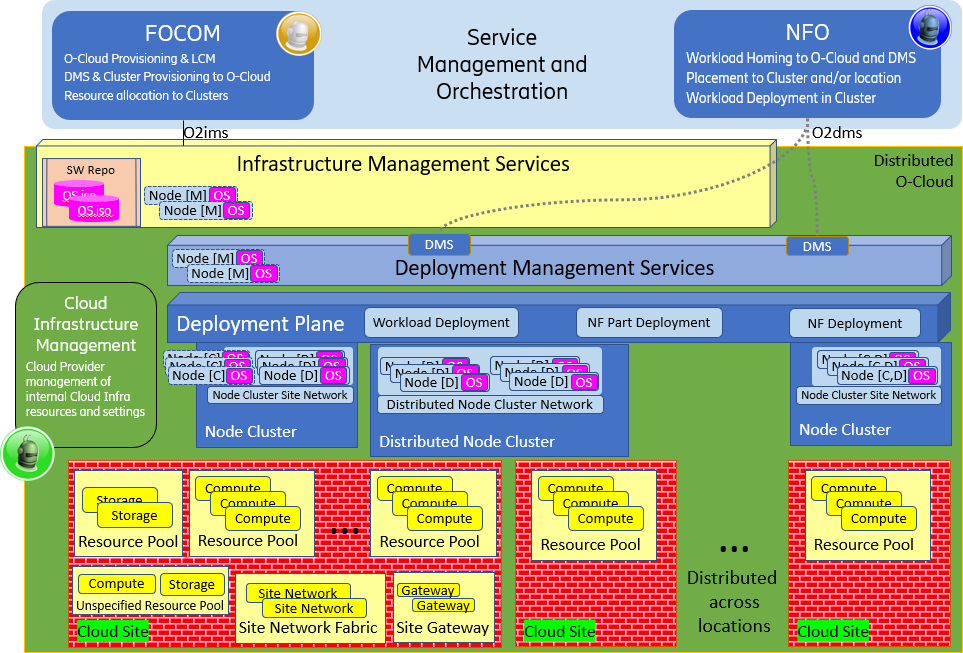 FOCOM
O-Cloud Provisioning & LCM
DMS & Cluster Provisioning to O-Cloud
Resource allocation to Clusters
Service
Management and
Orchestration
NFO
Workload Homing to O-Cloud and DMS
Placement to Cluster and/or location
Workload Deployment in Cluster
O2ims
O2dms
Distributed
O-Cloud
Infrastructure Management Services
SW Repo
OS.iso
OS.iso
Node [M] OS
Node [M] OS
DMS
DMS
Node [M] OS
Node [M] OS
Deployment Management Services
Cloud
Infrastructure
Management
Cloud Provider
management of
internal Cloud Infra
resources and settings
Deployment Plane
Workload Deployment
NF Part Deployment
NF Deployment
Node [C] OS
Node [C] OS
Node [C] OS
Node [D] OS
Node [D] OS
Node [D] OS
Node Cluster Site Network
Node Cluster
Node [D] OS
Node [D] OS
Node [D] OS
Node [D] OS
Node [D] OS
Node [D] OS
Distributed Node Cluster Network
Distributed Node Cluster
Node [C,D] OS
Node [C,D] OS
Node [C,D] OS
Node Cluster Site Network
Node Cluster
Storage
Storage
Resource Pool
Compute
Compute
Compute
Resource Pool
...
Compute
Compute
Compute
Resource Pool
Compute
Storage
Unspecified Resource Pool
Site Network
Site Network
Site Network Fabric
Gateway
Gateway
Site Gateway
Cloud Site
Compute
Compute
Compute
Resource Pool
Cloud Site
...
Distributed
across
locations
Compute
Compute
Compute
Resource Pool
Cloud Site